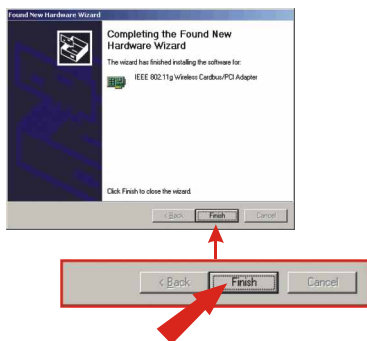 Found New Hardware Wizard
Completing the Found New
Hardware Wizard
The wizard has finished installing the software for:
IEEE 802.11g Wireless Cardbus/PCI Adapter
Click Finish to close the wizard.
< Back Finish Cancel
< Back Finish Cancel